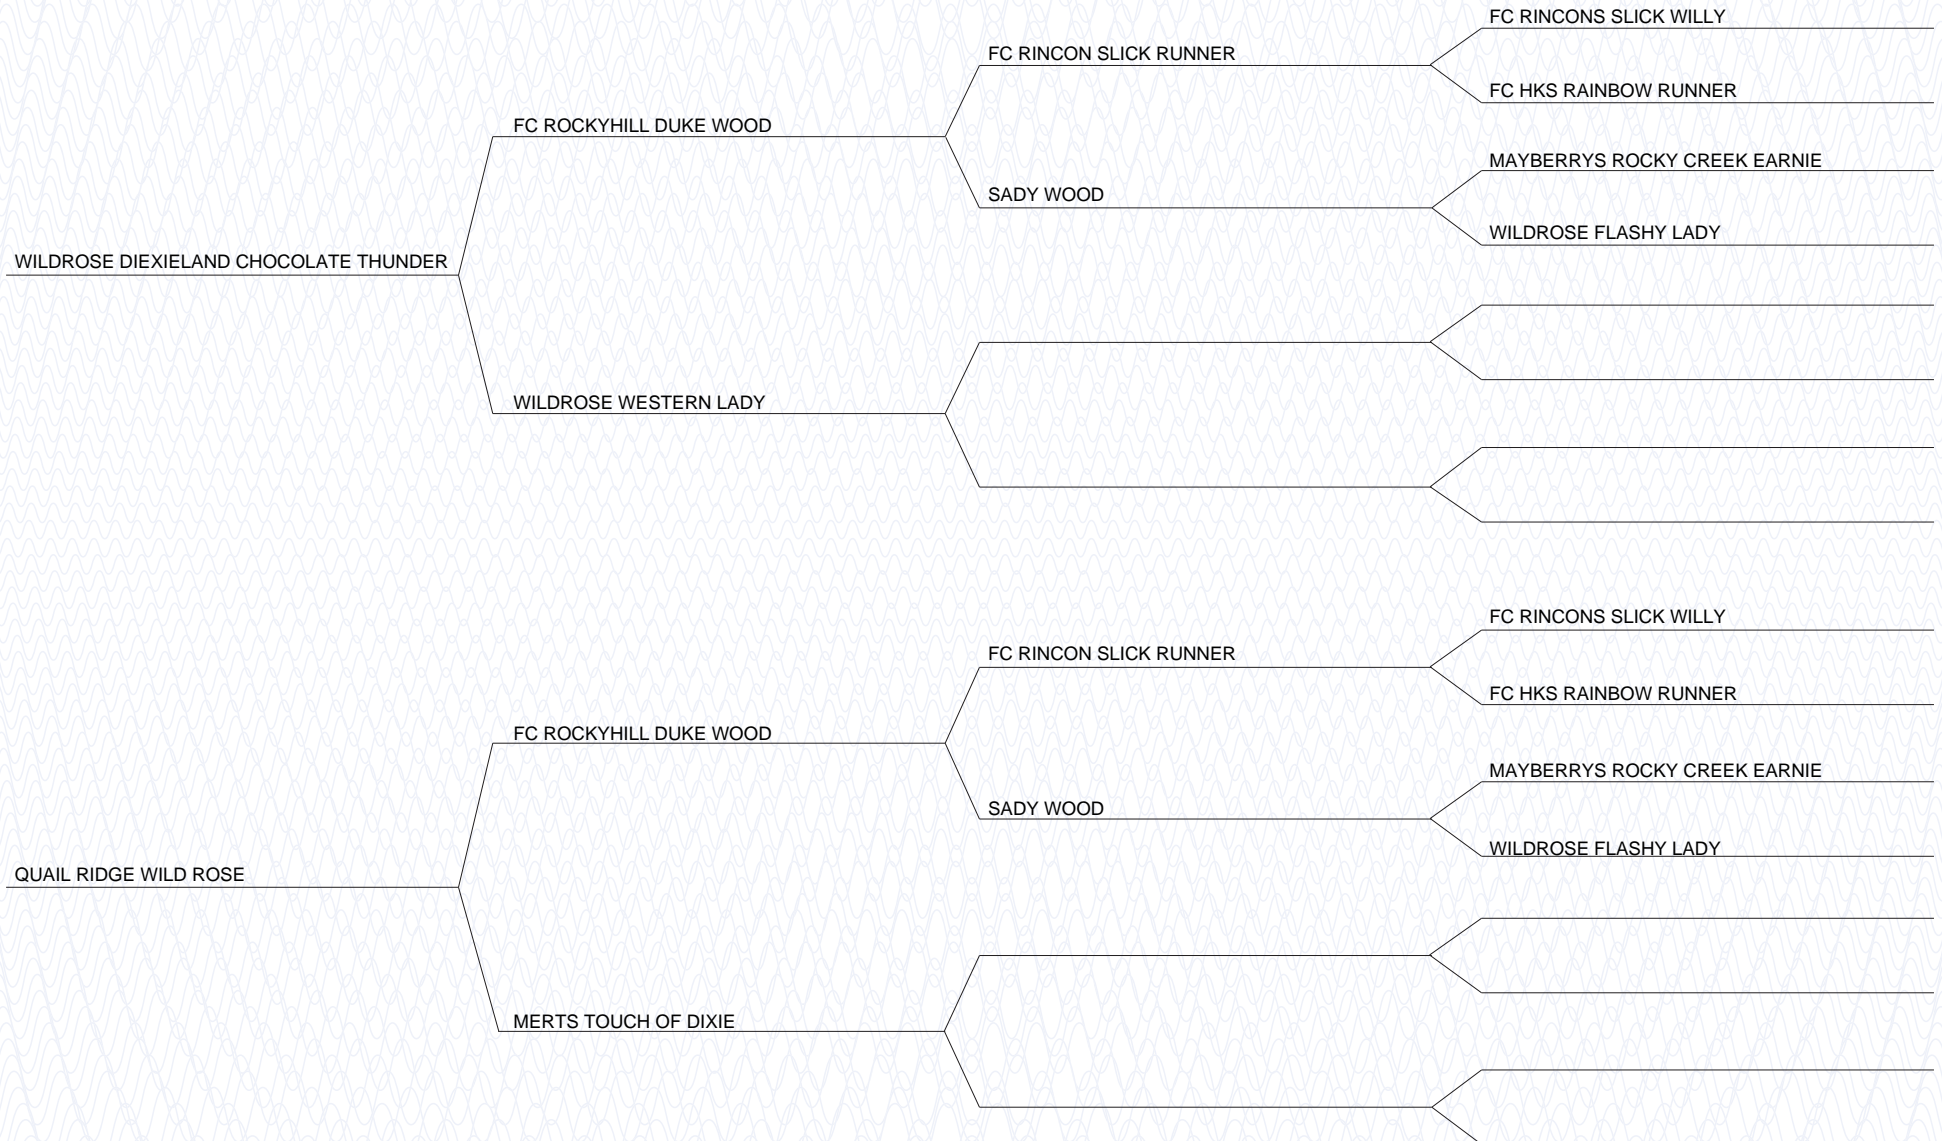 FC RINCONS SLICK WILLY
FC RINCON SLICK RUNNER
FC HKS RAINBOW RUNNER
FC ROCKYHILL DUKE WOOD
MAYBERRYS ROCKY CREEK EARNIE
SADY WOOD
WILDROSE FLASHY LADY
WILDROSE DIEXIELAND CHOCOLATE THUNDER
WILDROSE WESTERN LADY
FC RINCONS SLICK WILLY
FC RINCON SLICK RUNNER
FC HKS RAINBOW RUNNER
FC ROCKYHILL DUKE WOOD
MAYBERRYS ROCKY CREEK EARNIE
SADY WOOD
WILDROSE FLASHY LADY
QUAIL RIDGE WILD ROSE
MERTS TOUCH OF DIXIE